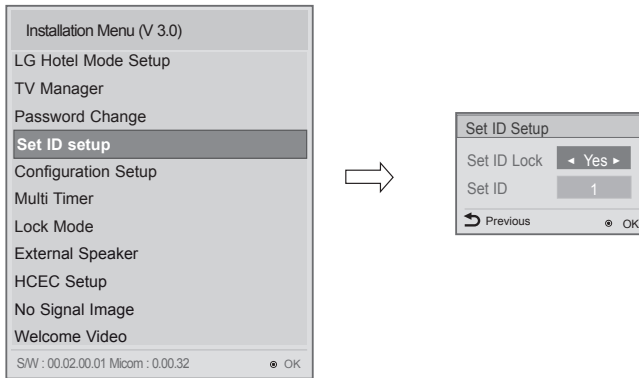 Installation Menu (V 3.0)
LG Hotel Mode Setup
TV Manager
Password Change
Set ID setup
Configuration Setup
Multi Timer
Lock Mode
External Speaker
HCEC Setup
No Signal Image
Welcome Video
S/W : 00.02.00.01 Micom : 0.00.32 ◉ OK
Set ID Setup
Set ID Lock ◄ Yes ►
Set ID 1
Previous ◉ OK